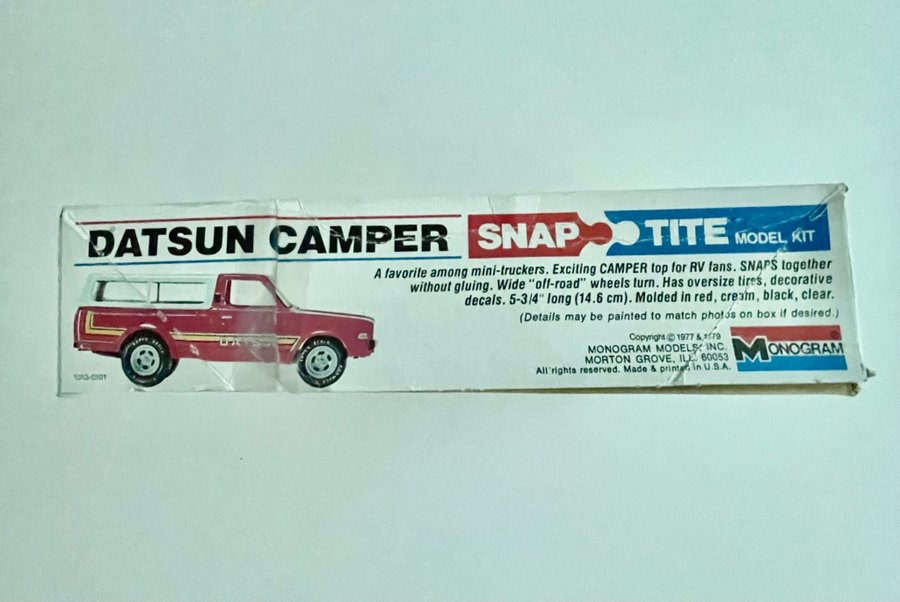 DATSUN CAMPER
SNAP TITE MODEL KIT
A favorite among mini-truckers. Exciting CAMPER top for RV fans. SNAPS together
without gluing. Wide "off-road" wheels turn. Has oversize tires, decorative
decals. 5-3/4" long (14.6 cm). Molded in red, cream, black, clear.
(Details may be painted to match photos on box if desired.)
Copyright © 1977 & 1979
MONOGRAM MODELS, INC.
MORTON GROVE, ILL. 60053
All rights reserved. Made & printed in U.S.A.
MONOGRAM
DATS